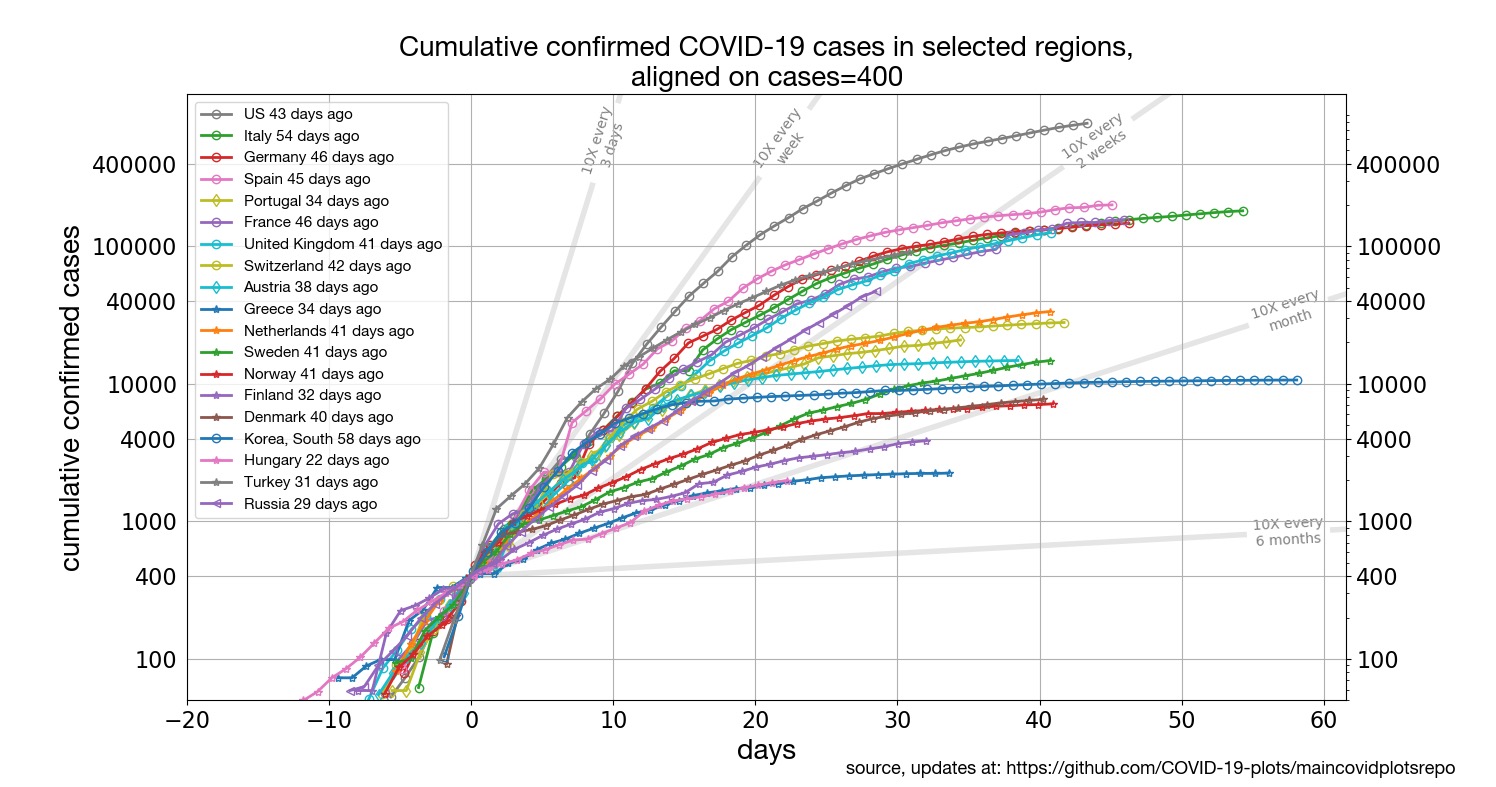 Cumulative confirmed COVID-19 cases in selected regions,
aligned on cases=400
US 43 days ago
Italy 54 days ago
Germany 46 days ago
Spain 45 days ago
Portugal 34 days ago
France 46 days ago
United Kingdom 41 days ago
Switzerland 42 days ago
Austria 38 days ago
Greece 34 days ago
Netherlands 41 days ago
Sweden 41 days ago
Norway 41 days ago
Finland 32 days ago
Denmark 40 days ago
Korea, South 58 days ago
Hungary 22 days ago
Turkey 31 days ago
Russia 29 days ago
10X every
3 days
10X every
week
10X every
2 weeks
10X every
month
10X every
6 months
cumulative confirmed cases
400000
100000
40000
10000
4000
1000
400
100
400000
100000
40000
10000
4000
1000
400
100
−20
−10
0
10
20
30
40
50
60
days
source, updates at: https://github.com/COVID-19-plots/maincovidplotsrepo